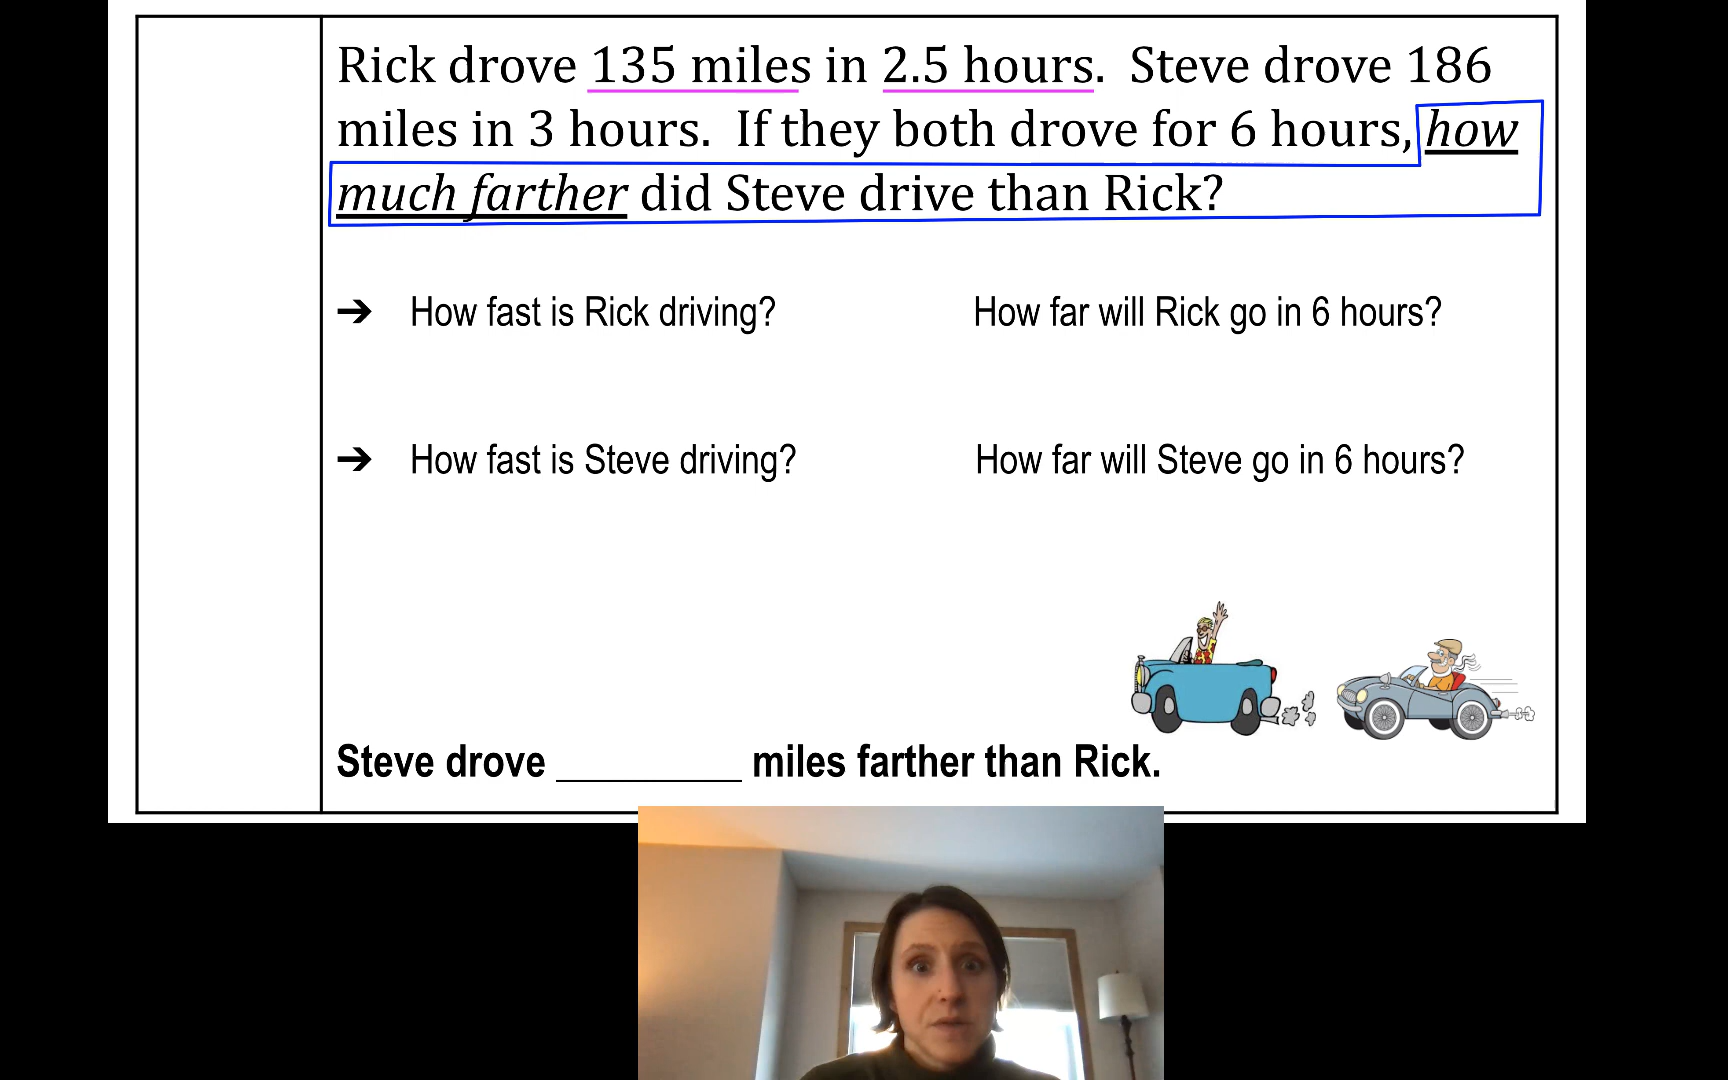 Rick drove 135 miles in 2.5 hours. Steve drove 186
miles in 3 hours. If they both drove for 6 hours, how
much farther did Steve drive than Rick?
➔ How fast is Rick driving? How far will Rick go in 6 hours?
➔ How fast is Steve driving? How far will Steve go in 6 hours?
Steve drove _________ miles farther than Rick.